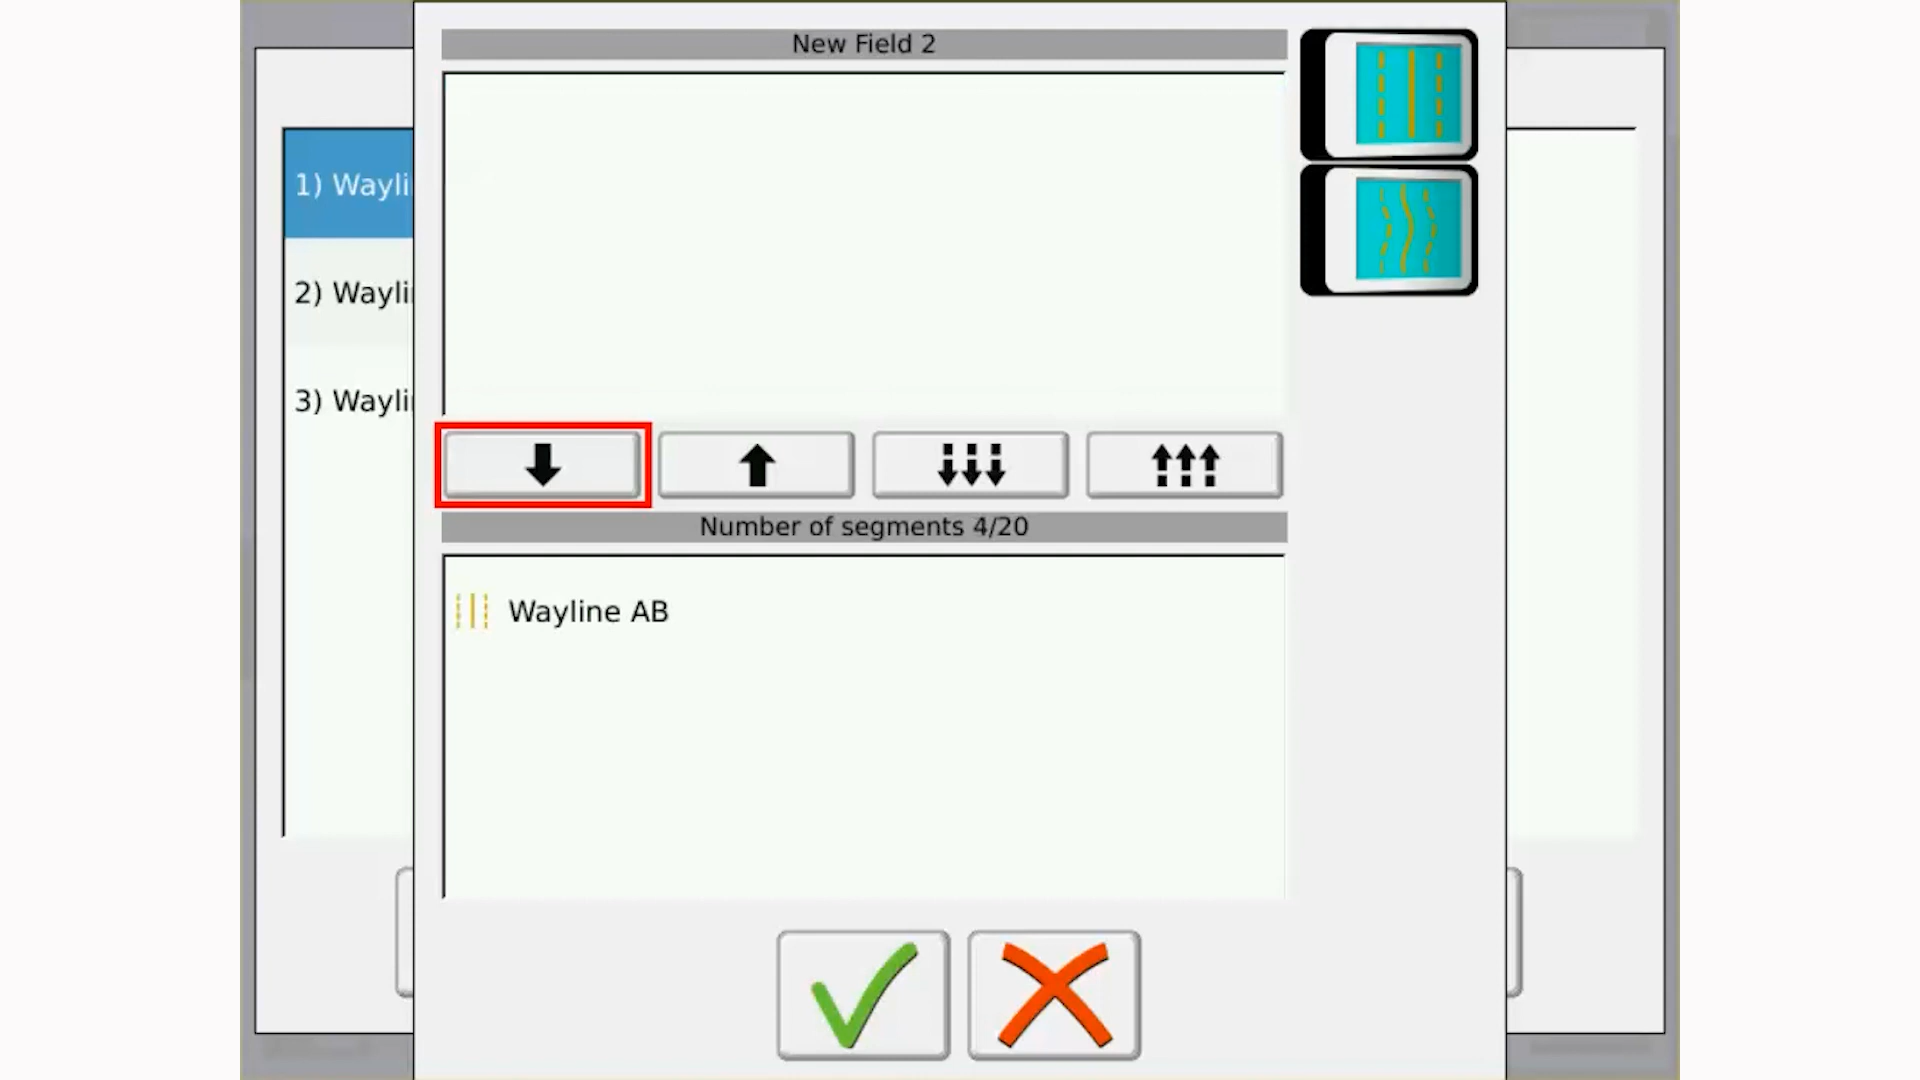 New Field 2
1) Wayli
2) Wayli
3) Wayli
Number of segments 4/20
Wayline AB